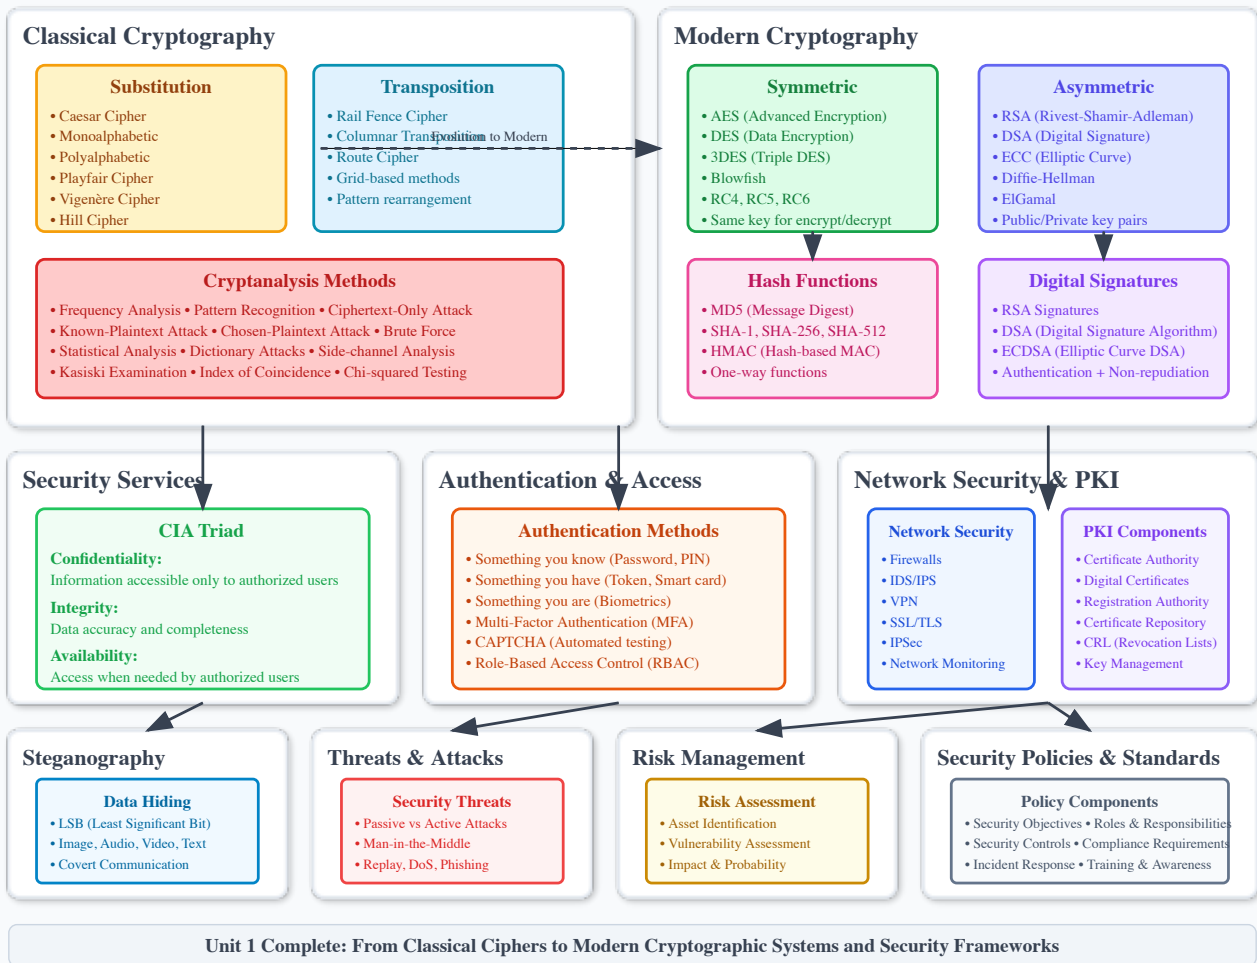 Classical Cryptography
Substitution
• Caesar Cipher
• Monoalphabetic
• Polyalphabetic
• Playfair Cipher
• Vigenère Cipher
• Hill Cipher
Transposition
• Rail Fence Cipher
• Columnar Transposition
Evolution to Modern
• Route Cipher
• Grid-based methods
• Pattern rearrangement
Cryptanalysis Methods
• Frequency Analysis • Pattern Recognition • Ciphertext-Only Attack
• Known-Plaintext Attack • Chosen-Plaintext Attack • Brute Force
• Statistical Analysis • Dictionary Attacks • Side-channel Analysis
• Kasiski Examination • Index of Coincidence • Chi-squared Testing
Modern Cryptography
Symmetric
• AES (Advanced Encryption)
• DES (Data Encryption)
• 3DES (Triple DES)
• Blowfish
• RC4, RC5, RC6
• Same key for encrypt/decrypt
Asymmetric
• RSA (Rivest-Shamir-Adleman)
• DSA (Digital Signature)
• ECC (Elliptic Curve)
• Diffie-Hellman
• ElGamal
• Public/Private key pairs
Hash Functions
• MD5 (Message Digest)
• SHA-1, SHA-256, SHA-512
• HMAC (Hash-based MAC)
• One-way functions
Digital Signatures
• RSA Signatures
• DSA (Digital Signature Algorithm)
• ECDSA (Elliptic Curve DSA)
• Authentication + Non-repudiation
Security Services
CIA Triad
Confidentiality:
Information accessible only to authorized users
Integrity:
Data accuracy and completeness
Availability:
Access when needed by authorized users
Authentication & Access
Authentication Methods
• Something you know (Password, PIN)
• Something you have (Token, Smart card)
• Something you are (Biometrics)
• Multi-Factor Authentication (MFA)
• CAPTCHA (Automated testing)
• Role-Based Access Control (RBAC)
Network Security & PKI
Network Security
• Firewalls
• IDS/IPS
• VPN
• SSL/TLS
• IPSec
• Network Monitoring
PKI Components
• Certificate Authority
• Digital Certificates
• Registration Authority
• Certificate Repository
• CRL (Revocation Lists)
• Key Management
Steganography
Data Hiding
• LSB (Least Significant Bit)
• Image, Audio, Video, Text
• Covert Communication
Threats & Attacks
Security Threats
• Passive vs Active Attacks
• Man-in-the-Middle
• Replay, DoS, Phishing
Risk Management
Risk Assessment
• Asset Identification
• Vulnerability Assessment
• Impact & Probability
Security Policies & Standards
Policy Components
• Security Objectives • Roles & Responsibilities
• Security Controls • Compliance Requirements
• Incident Response • Training & Awareness
Unit 1 Complete: From Classical Ciphers to Modern Cryptographic Systems and Security Frameworks